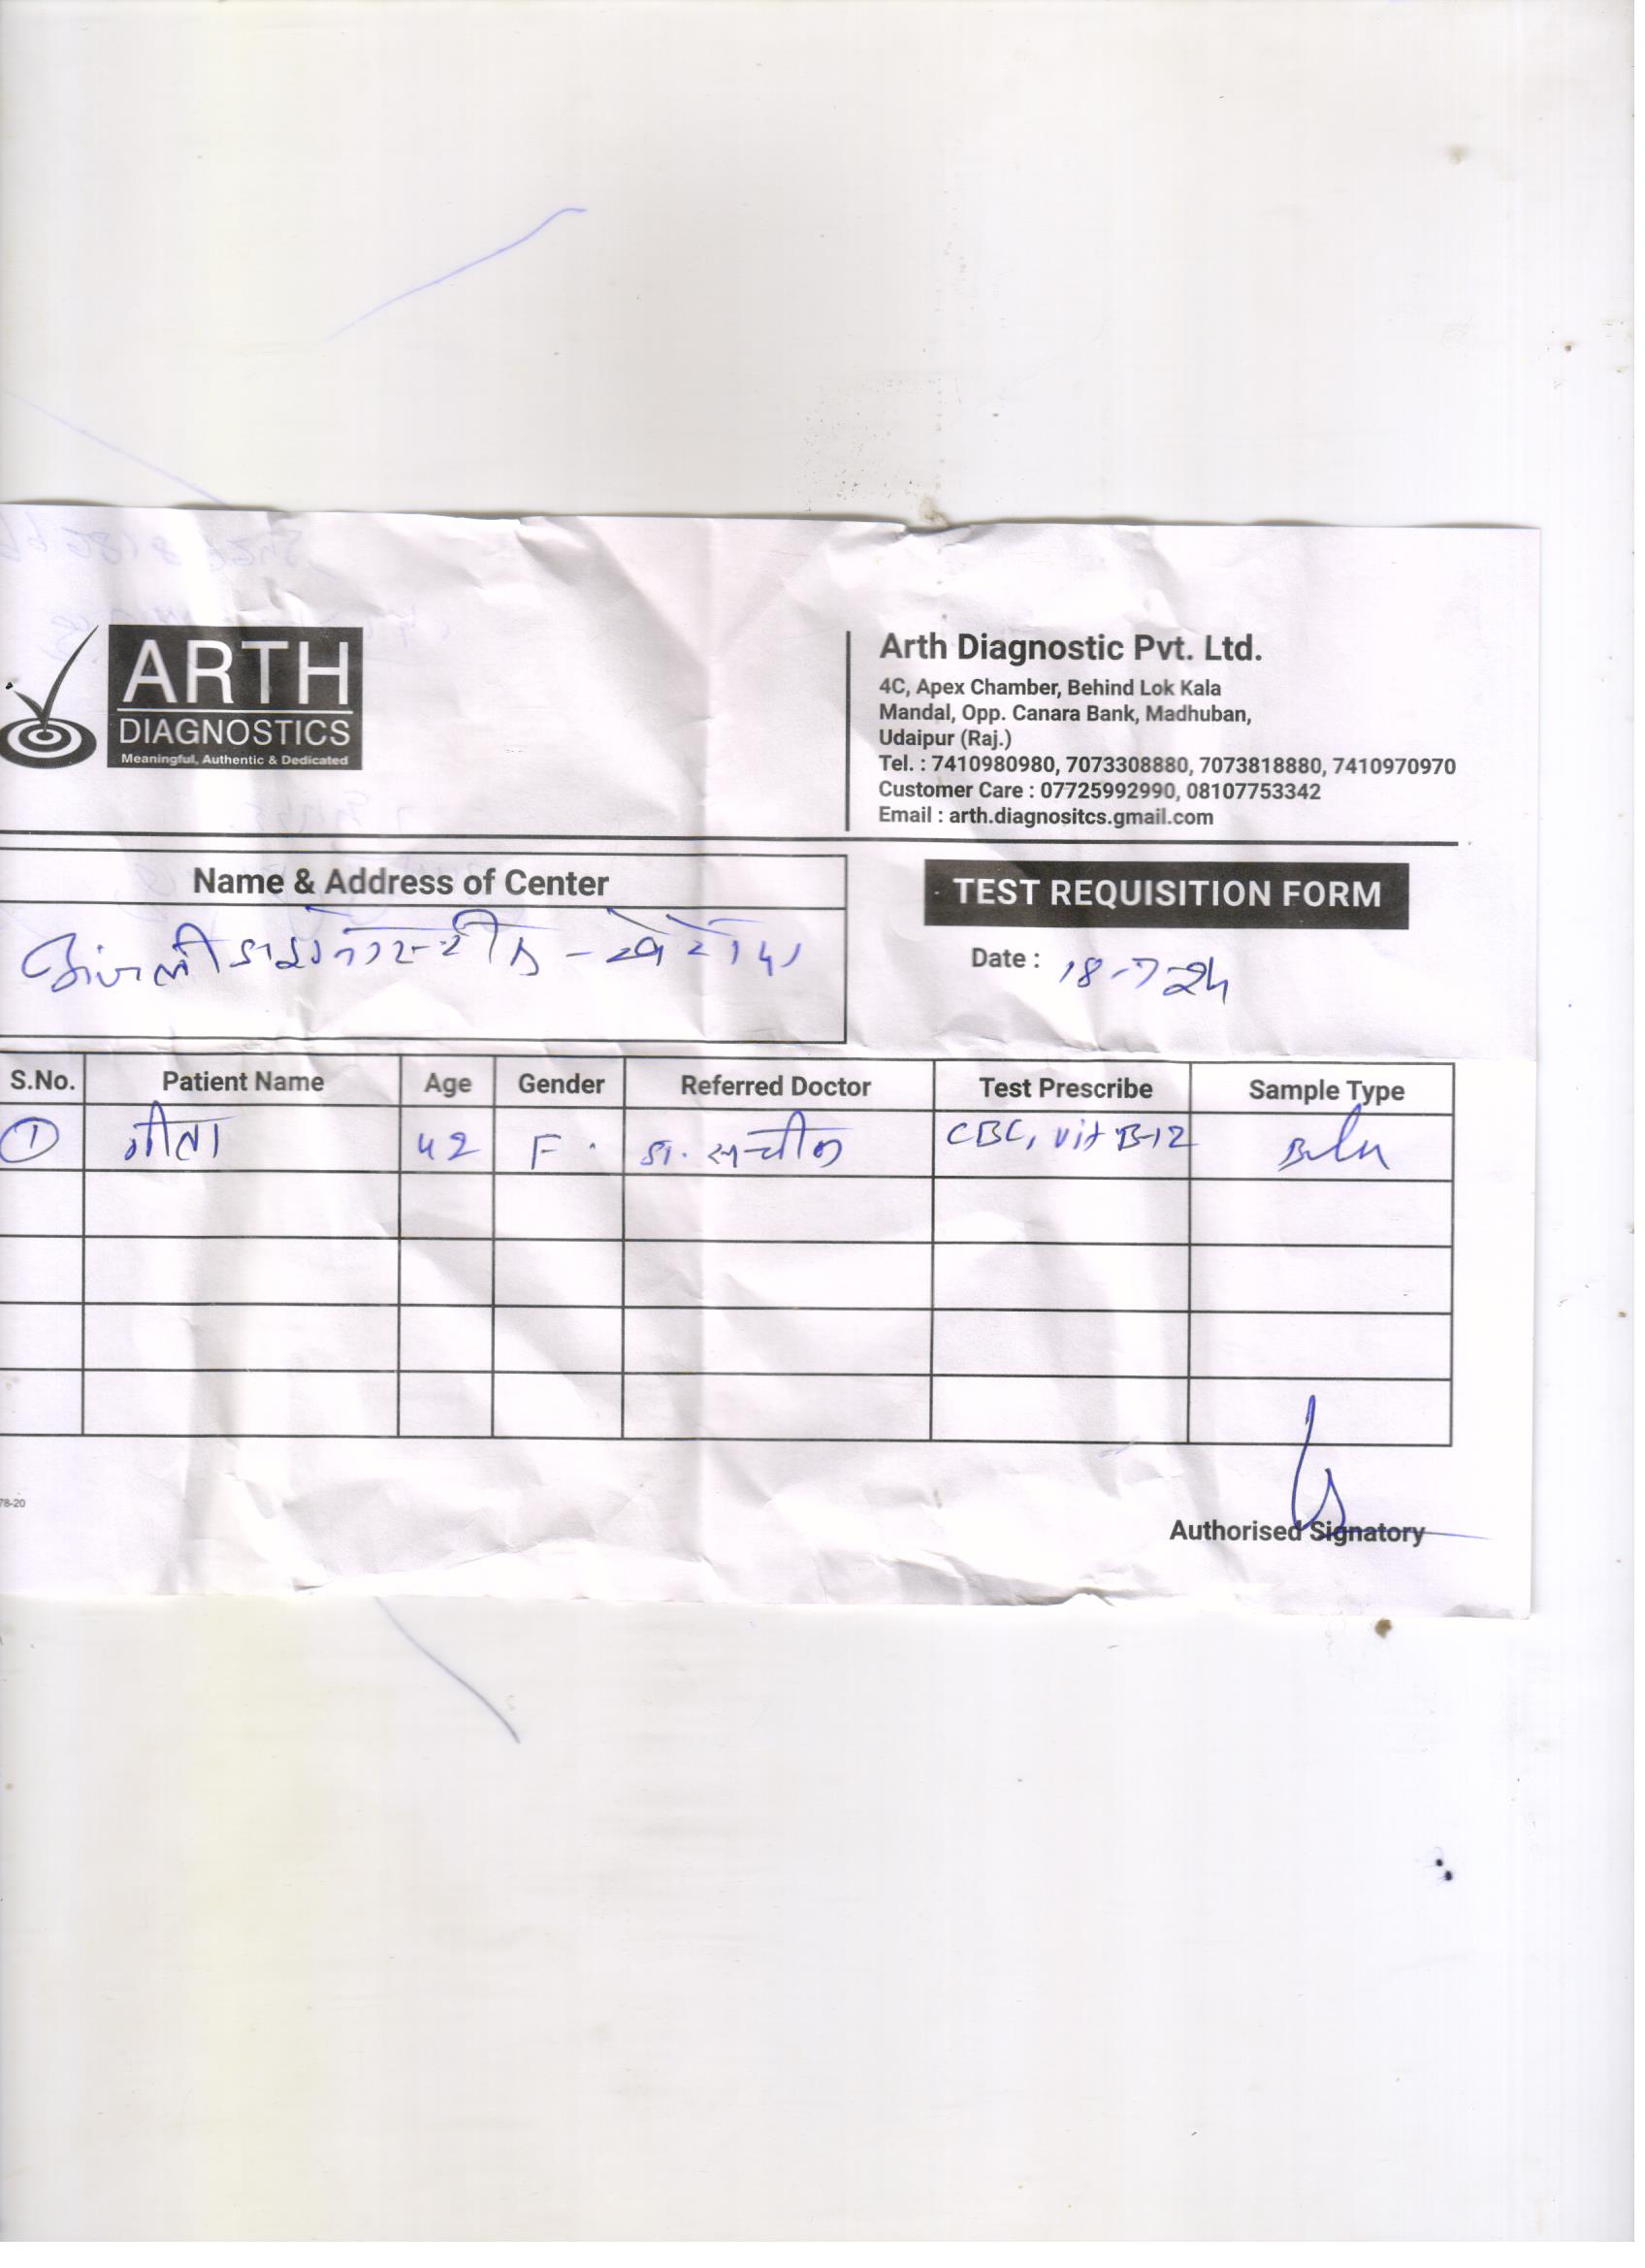 ARTH
DIAGNOSTICS
Meaningful, Authentic & Dedicated
Arth Diagnostic Pvt. Ltd.
4C, Apex Chamber, Behind Lok Kala
Mandal, Opp. Canara Bank, Madhuban,
Udaipur (Raj.)
Tel. : 7410980980, 7073308880, 7073818880, 7410970970
Customer Care : 07725992990, 08107753342
Email : arth.diagnositcs.gmail.com
Name & Address of Center
TEST REQUISITION FORM
Date : 18-7-24
S.No. Patient Name Age Gender Referred Doctor Test Prescribe Sample Type
1 गीता 42 F डा. CBC, vit B-12
78-20
Authorised Signatory